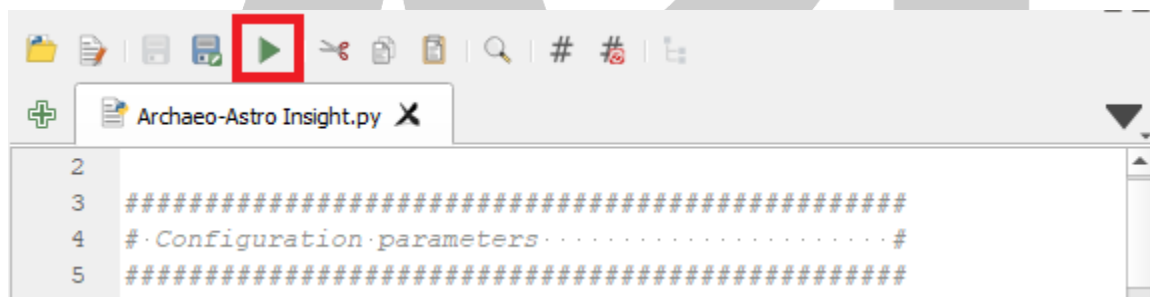 Archaeo-Astro Insight.py
2
3 #################################################
4 #·Configuration·parameters······················#
5 #################################################